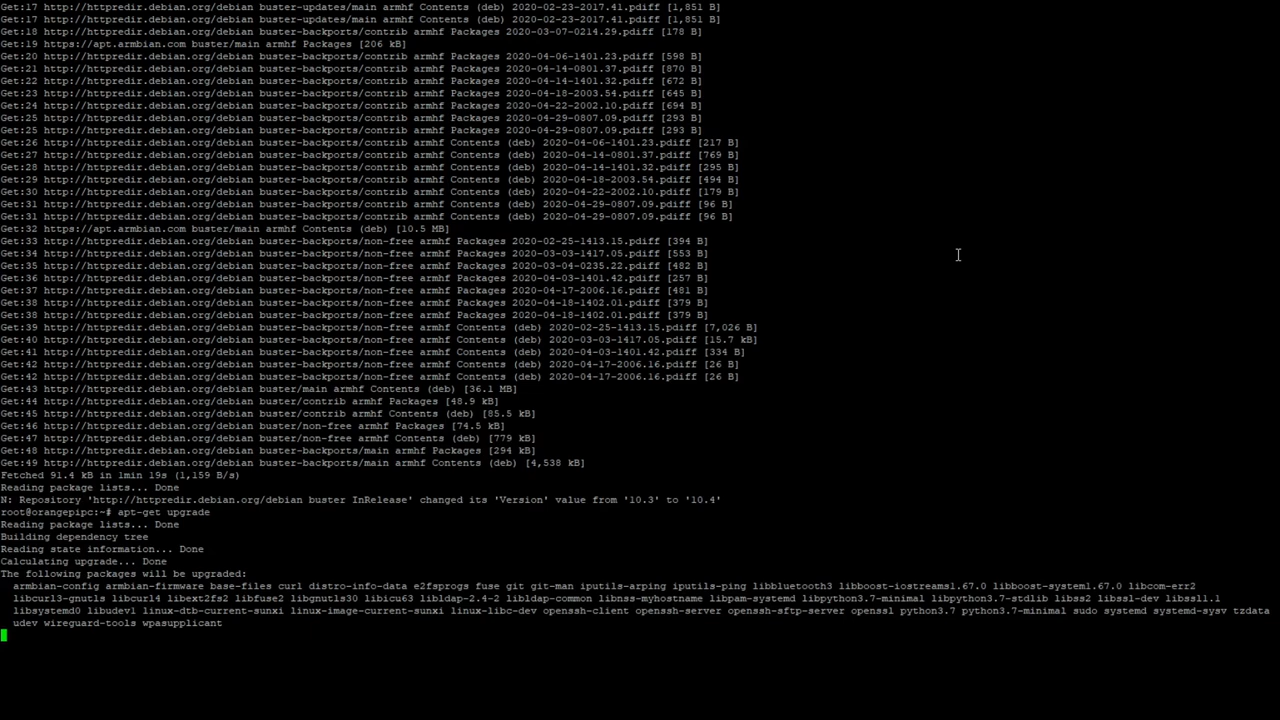 Get:17 http://httpredir.debian.org/debian buster-updates/main armhf Contents (deb) 2020-02-23-2017.41.pdiff [1,851 B]
Get:17 http://httpredir.debian.org/debian buster-updates/main armhf Contents (deb) 2020-02-23-2017.41.pdiff [1,851 B]
Get:18 http://httpredir.debian.org/debian buster-backports/contrib armhf Packages 2020-03-07-0214.29.pdiff [178 B]
Get:19 https://apt.armbian.com buster/main armhf Packages [206 kB]
Get:20 http://httpredir.debian.org/debian buster-backports/contrib armhf Packages 2020-04-06-1401.23.pdiff [598 B]
Get:21 http://httpredir.debian.org/debian buster-backports/contrib armhf Packages 2020-04-14-0801.37.pdiff [870 B]
Get:22 http://httpredir.debian.org/debian buster-backports/contrib armhf Packages 2020-04-14-1401.32.pdiff [672 B]
Get:23 http://httpredir.debian.org/debian buster-backports/contrib armhf Packages 2020-04-18-2003.54.pdiff [645 B]
Get:24 http://httpredir.debian.org/debian buster-backports/contrib armhf Packages 2020-04-22-2002.10.pdiff [694 B]
Get:25 http://httpredir.debian.org/debian buster-backports/contrib armhf Packages 2020-04-29-0807.09.pdiff [293 B]
Get:25 http://httpredir.debian.org/debian buster-backports/contrib armhf Packages 2020-04-29-0807.09.pdiff [293 B]
Get:26 http://httpredir.debian.org/debian buster-backports/contrib armhf Contents (deb) 2020-04-06-1401.23.pdiff [217 B]
Get:27 http://httpredir.debian.org/debian buster-backports/contrib armhf Contents (deb) 2020-04-14-0801.37.pdiff [769 B]
Get:28 http://httpredir.debian.org/debian buster-backports/contrib armhf Contents (deb) 2020-04-14-1401.32.pdiff [295 B]
Get:29 http://httpredir.debian.org/debian buster-backports/contrib armhf Contents (deb) 2020-04-18-2003.54.pdiff [494 B]
Get:30 http://httpredir.debian.org/debian buster-backports/contrib armhf Contents (deb) 2020-04-22-2002.10.pdiff [179 B]
Get:31 http://httpredir.debian.org/debian buster-backports/contrib armhf Contents (deb) 2020-04-29-0807.09.pdiff [96 B]
Get:31 http://httpredir.debian.org/debian buster-backports/contrib armhf Contents (deb) 2020-04-29-0807.09.pdiff [96 B]
Get:32 https://apt.armbian.com buster/main armhf Contents (deb) [10.5 MB]
Get:33 http://httpredir.debian.org/debian buster-backports/non-free armhf Packages 2020-02-25-1413.15.pdiff [394 B]
Get:34 http://httpredir.debian.org/debian buster-backports/non-free armhf Packages 2020-03-03-1417.05.pdiff [553 B]
Get:35 http://httpredir.debian.org/debian buster-backports/non-free armhf Packages 2020-03-04-0235.22.pdiff [482 B]
Get:36 http://httpredir.debian.org/debian buster-backports/non-free armhf Packages 2020-04-03-1401.42.pdiff [257 B]
Get:37 http://httpredir.debian.org/debian buster-backports/non-free armhf Packages 2020-04-17-2006.16.pdiff [481 B]
Get:38 http://httpredir.debian.org/debian buster-backports/non-free armhf Packages 2020-04-18-1402.01.pdiff [379 B]
Get:38 http://httpredir.debian.org/debian buster-backports/non-free armhf Packages 2020-04-18-1402.01.pdiff [379 B]
Get:39 http://httpredir.debian.org/debian buster-backports/non-free armhf Contents (deb) 2020-02-25-1413.15.pdiff [7,026 B]
Get:40 http://httpredir.debian.org/debian buster-backports/non-free armhf Contents (deb) 2020-03-03-1417.05.pdiff [15.7 kB]
Get:41 http://httpredir.debian.org/debian buster-backports/non-free armhf Contents (deb) 2020-04-03-1401.42.pdiff [334 B]
Get:42 http://httpredir.debian.org/debian buster-backports/non-free armhf Contents (deb) 2020-04-17-2006.16.pdiff [26 B]
Get:42 http://httpredir.debian.org/debian buster-backports/non-free armhf Contents (deb) 2020-04-17-2006.16.pdiff [26 B]
Get:43 http://httpredir.debian.org/debian buster/main armhf Contents (deb) [36.1 MB]
Get:44 http://httpredir.debian.org/debian buster/contrib armhf Packages [48.9 kB]
Get:45 http://httpredir.debian.org/debian buster/contrib armhf Contents (deb) [85.5 kB]
Get:46 http://httpredir.debian.org/debian buster/non-free armhf Packages [74.5 kB]
Get:47 http://httpredir.debian.org/debian buster/non-free armhf Contents (deb) [779 kB]
Get:48 http://httpredir.debian.org/debian buster-backports/main armhf Packages [294 kB]
Get:49 http://httpredir.debian.org/debian buster-backports/main armhf Contents (deb) [4,538 kB]
Fetched 91.4 kB in 1min 19s (1,159 B/s)
Reading package lists... Done
N: Repository 'http://httpredir.debian.org/debian buster InRelease' changed its 'Version' value from '10.3' to '10.4'
root@orangepipc:~# apt-get upgrade
Reading package lists... Done
Building dependency tree
Reading state information... Done
Calculating upgrade... Done
The following packages will be upgraded:
armbian-config armbian-firmware base-files curl distro-info-data e2fsprogs fuse git git-man iputils-arping iputils-ping libbluetooth3 libboost-iostreams1.67.0 libboost-system1.67.0 libcom-err2
libcurl3-gnutls libcurl4 libext2fs2 libfuse2 libgnutls30 libicu63 libldap-2.4-2 libldap-common libnss-myhostname libpam-systemd libpython3.7-minimal libpython3.7-stdlib libss2 libssl-dev libssl1.1
libsystemd0 libudev1 linux-dtb-current-sunxi linux-image-current-sunxi linux-libc-dev openssh-client openssh-server openssh-sftp-server openssl python3.7 python3.7-minimal sudo systemd systemd-sysv tzdata
udev wireguard-tools wpasupplicant